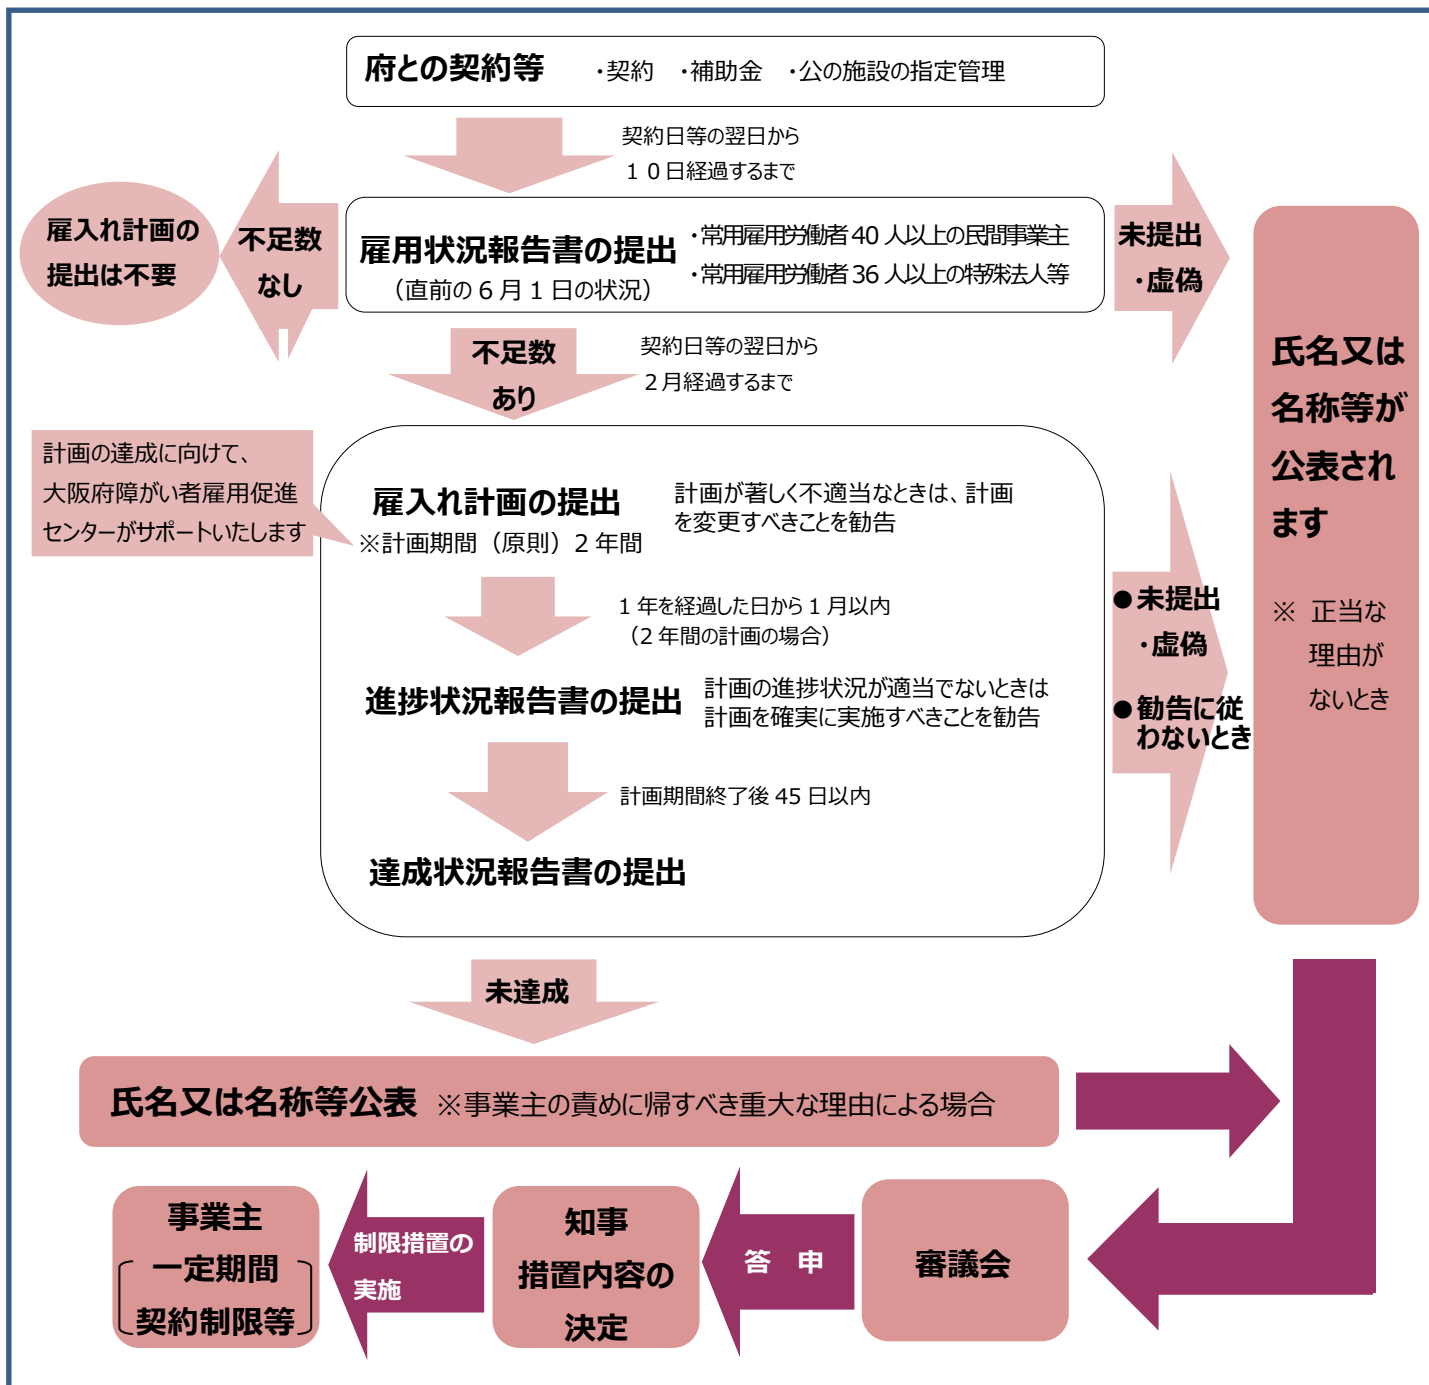 府との契約等 ・契約 ・補助金 ・公の施設の指定管理
契約日等の翌日から
１０日経過するまで
雇入れ計画の
提出は不要
不足数
なし
雇用状況報告書の提出
（直前の６月１日の状況）
・常用雇用労働者 40 人以上の民間事業主
・常用雇用労働者 36 人以上の特殊法人等
未提出
・虚偽
不足数
あり
契約日等の翌日から
２月経過するまで
計画の達成に向けて、
大阪府障がい者雇用促進
センターがサポートいたします
雇入れ計画の提出
※計画期間（原則）２年間
計画が著しく不適当なときは、計画
を変更すべきことを勧告
１年を経過した日から１月以内
（２年間の計画の場合）
進捗状況報告書の提出
計画の進捗状況が適当でないときは
計画を確実に実施すべきことを勧告
計画期間終了後 45 日以内
達成状況報告書の提出
●未提出
・虚偽
●勧告に従
わないとき
氏名又は
名称等が
公表され
ます
※ 正当な
理由が
ないとき
未達成
氏名又は名称等公表 ※事業主の責めに帰すべき重大な理由による場合
事業主
一定期間
契約制限等
制限措置の
実施
知事
措置内容の
決定
答 申
審議会